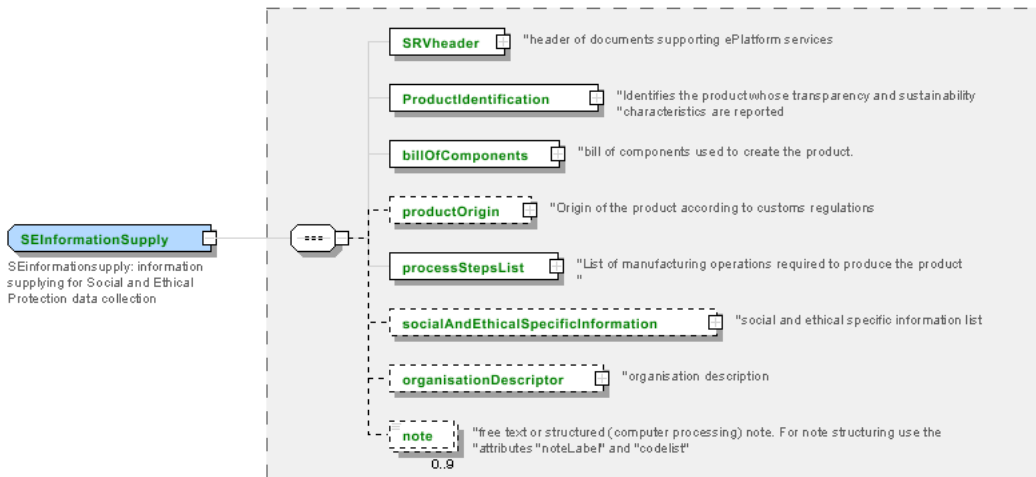 SRVheader
"header of documents supporting ePlatform services
ProductIdentification
"Identifies the product whose transparency and sustainability
"characteristics are reported
billOfComponents
"bill of components used to create the product.
productOrigin
"Origin of the product according to customs regulations
SEInformationSupply
SEinformationsupply: information
supplying for Social and Ethical
Protection data collection
processStepsList
"List of manufacturing operations required to produce the product
"
socialAndEthicalSpecificInformation
"social and ethical specific information list
organisationDescriptor
"organisation description
note
"free text or structured (computer processing) note. For note structuring use the
"attributes "noteLabel" and "codelist"
0..9